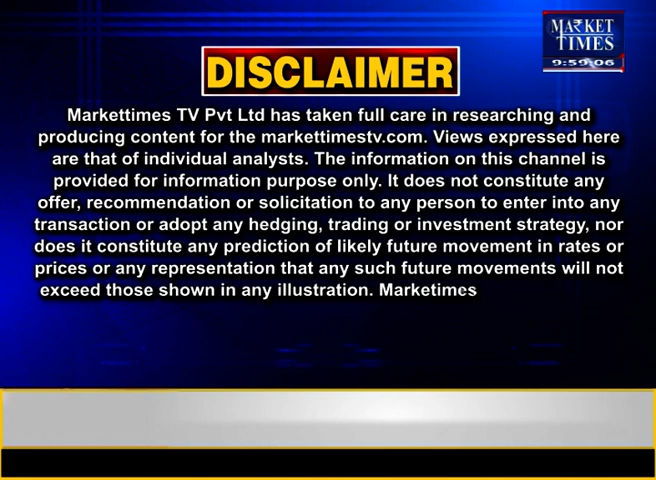 MARKET
TIMES
9:59:06
DISCLAIMER
Markettimes TV Pvt Ltd has taken full care in researching and
producing content for the markettimestv.com. Views expressed here
are that of individual analysts. The information on this channel is
provided for information purpose only. It does not constitute any
offer, recommendation or solicitation to any person to enter into any
transaction or adopt any hedging, trading or investment strategy, nor
does it constitute any prediction of likely future movement in rates or
prices or any representation that any such future movements will not
exceed those shown in any illustration. Marketimes